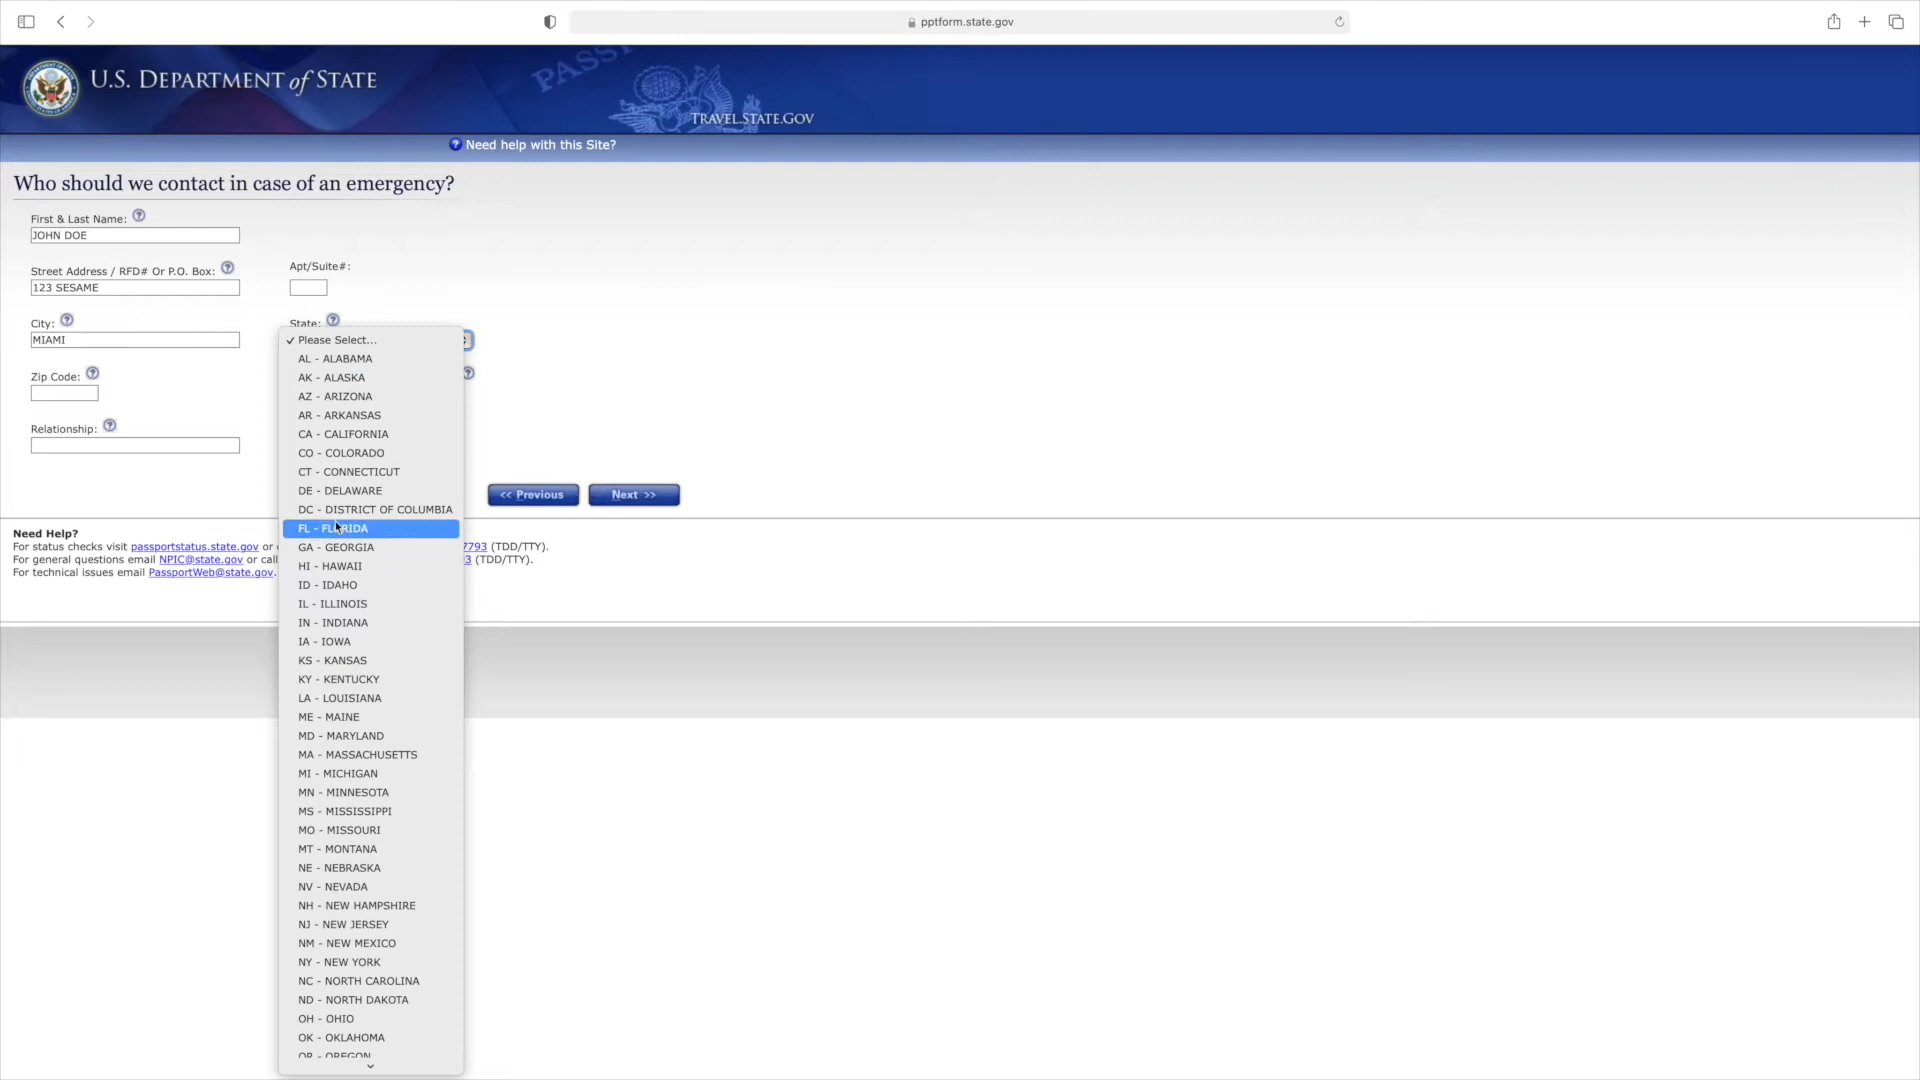 pptform.state.gov
U.S. DEPARTMENT of STATE
PASS
TRAVEL.STATE.GOV
Need help with this Site?
Who should we contact in case of an emergency?
First & Last Name:
JOHN DOE
Street Address / RFD# Or P.O. Box:
Apt/Suite#:
123 SESAME
City:
State:
MIAMI
Zip Code:
Relationship:
✓ Please Select...
AL - ALABAMA
AK - ALASKA
AZ - ARIZONA
AR - ARKANSAS
CA - CALIFORNIA
CO - COLORADO
CT - CONNECTICUT
DE - DELAWARE
DC - DISTRICT OF COLUMBIA
FL - FLORIDA
GA - GEORGIA
HI - HAWAII
ID - IDAHO
IL - ILLINOIS
IN - INDIANA
IA - IOWA
KS - KANSAS
KY - KENTUCKY
LA - LOUISIANA
ME - MAINE
MD - MARYLAND
MA - MASSACHUSETTS
MI - MICHIGAN
MN - MINNESOTA
MS - MISSISSIPPI
MO - MISSOURI
MT - MONTANA
NE - NEBRASKA
NV - NEVADA
NH - NEW HAMPSHIRE
NJ - NEW JERSEY
NM - NEW MEXICO
NY - NEW YORK
NC - NORTH CAROLINA
ND - NORTH DAKOTA
OH - OHIO
OK - OKLAHOMA
OR - OREGON
<< Previous
Next >>
Need Help?
For status checks visit passportstatus.state.gov or 7793 (TDD/TTY).
For general questions email NPIC@state.gov or call 3 (TDD/TTY).
For technical issues email PassportWeb@state.gov.